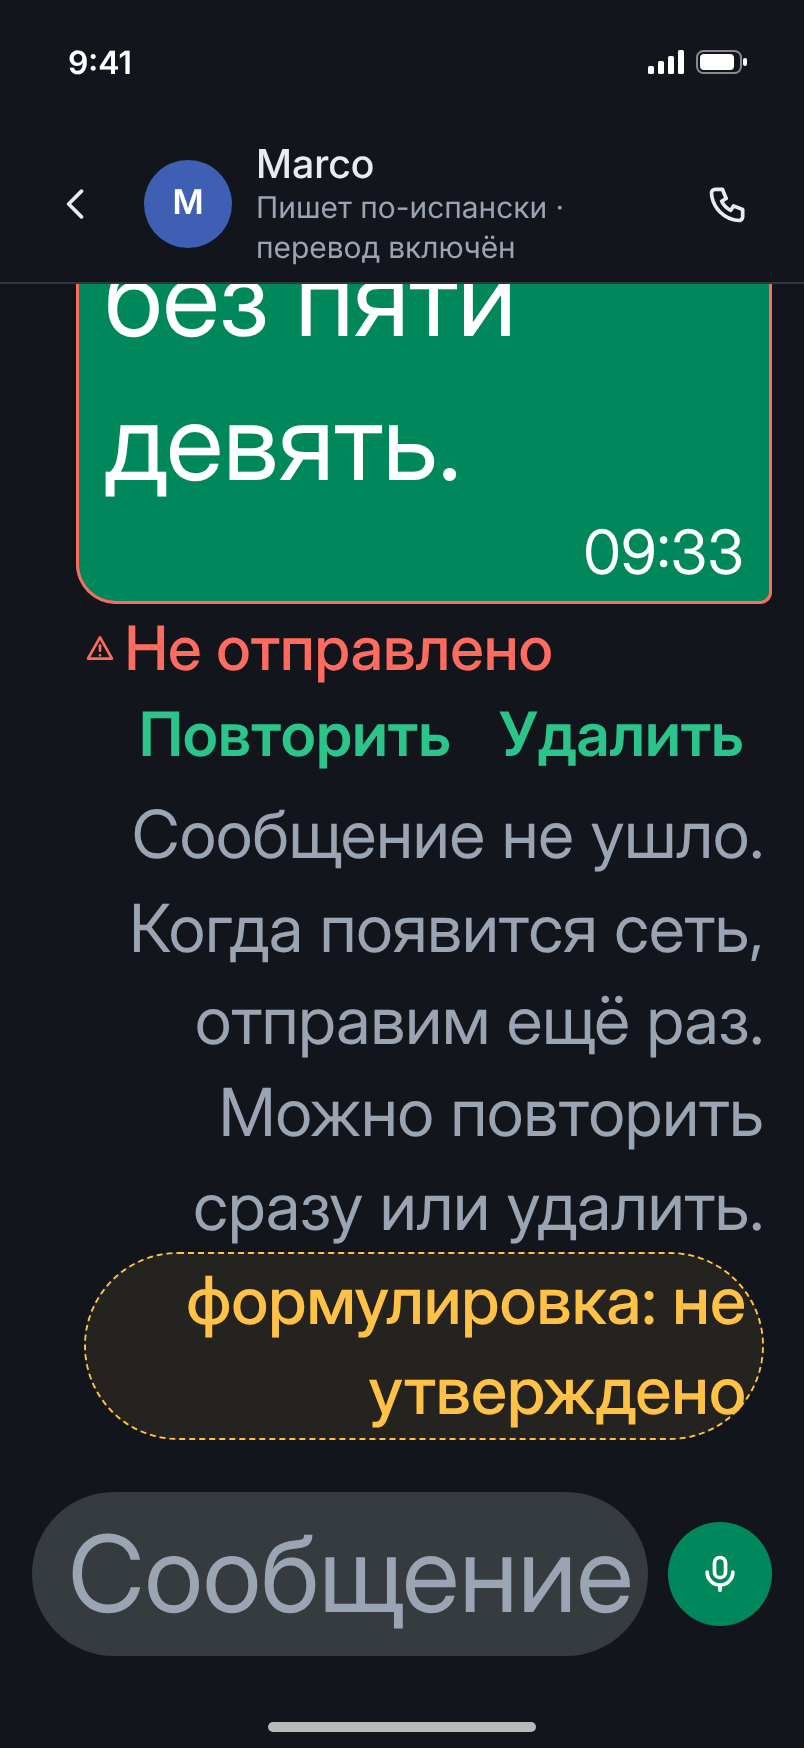 9:41
M
Marco
Пишет по-испански ·
перевод включён
без пяти
девять.
09:33
Не отправлено
Повторить Удалить
Сообщение не ушло.
Когда появится сеть,
отправим ещё раз.
Можно повторить
сразу или удалить.
формулировка: не
утверждено
Сообщение